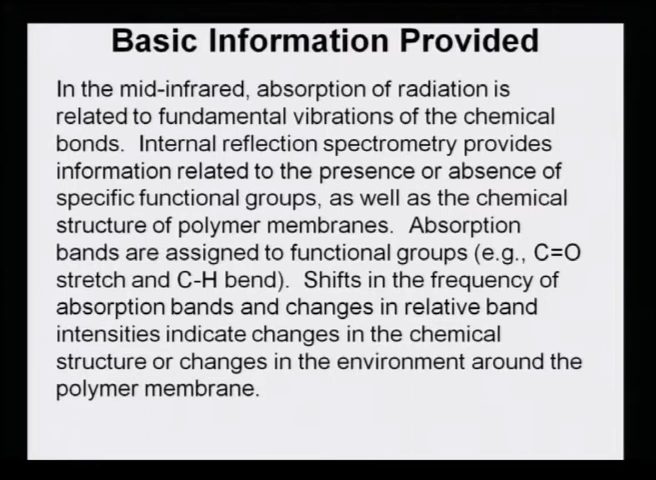 Basic Information Provided
In the mid-infrared, absorption of radiation is
related to fundamental vibrations of the chemical
bonds.  Internal reflection spectrometry provides
information related to the presence or absence of
specific functional groups, as well as the chemical
structure of polymer membranes.  Absorption
bands are assigned to functional groups (e.g., C=O
stretch and C-H bend).  Shifts in the frequency of
absorption bands and changes in relative band
intensities indicate changes in the chemical
structure or changes in the environment around the
polymer membrane.